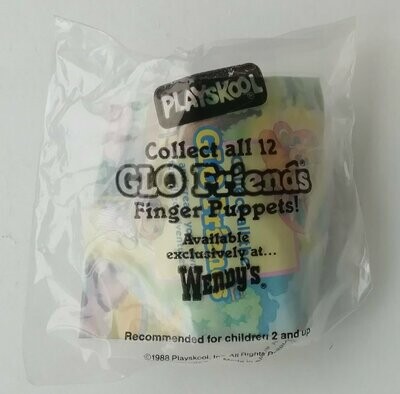 PLAYSKOOL
Collect all 12
GLO Friends
Finger Puppets!
Available
exclusively at...
WENDY'S®
Recommended for children 2 and up
©1988 Playskool, Inc. All Rights